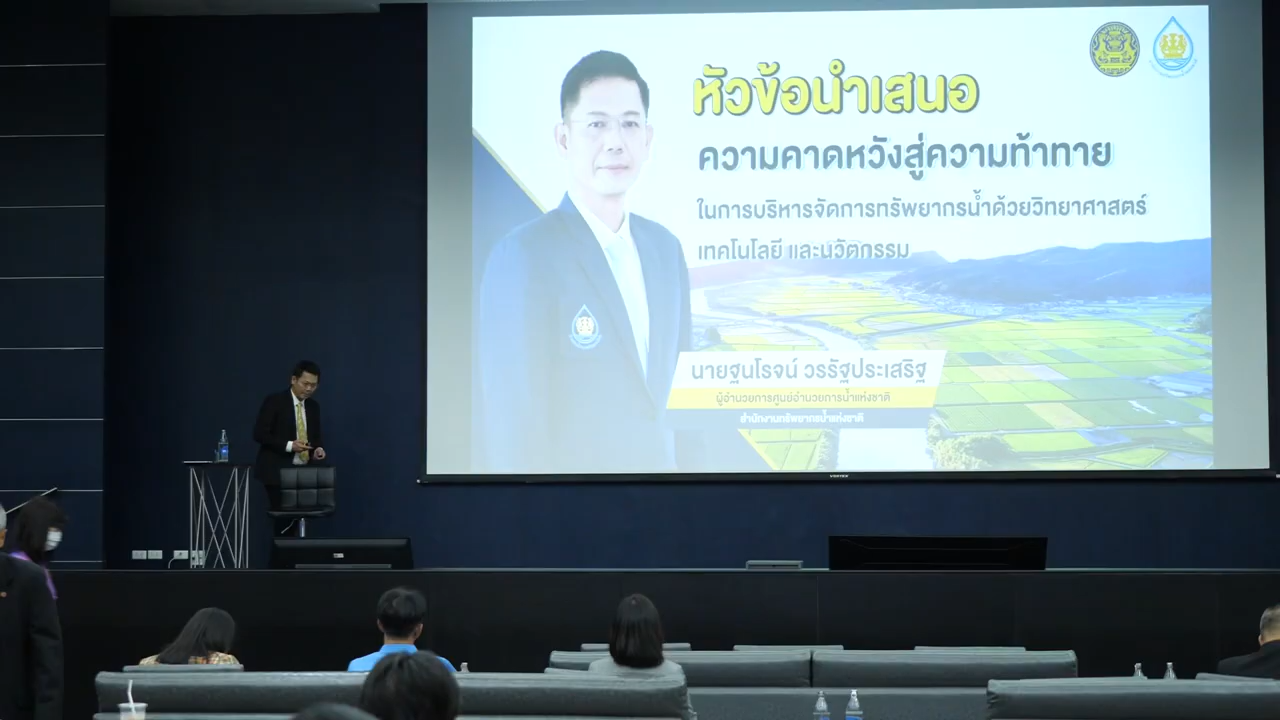 หัวข้อนำเสนอ
ความคาดหวังสู่ความท้าทาย
ในการบริหารจัดการทรัพยากรน้ำด้วยวิทยาศาสตร์
เทคโนโลยี และนวัตกรรม
นายฐนโรจน์ วรรัฐประเสริฐ
ผู้อำนวยการศูนย์อำนวยการน้ำแห่งชาติ
สำนักงานทรัพยากรน้ำแห่งชาติ